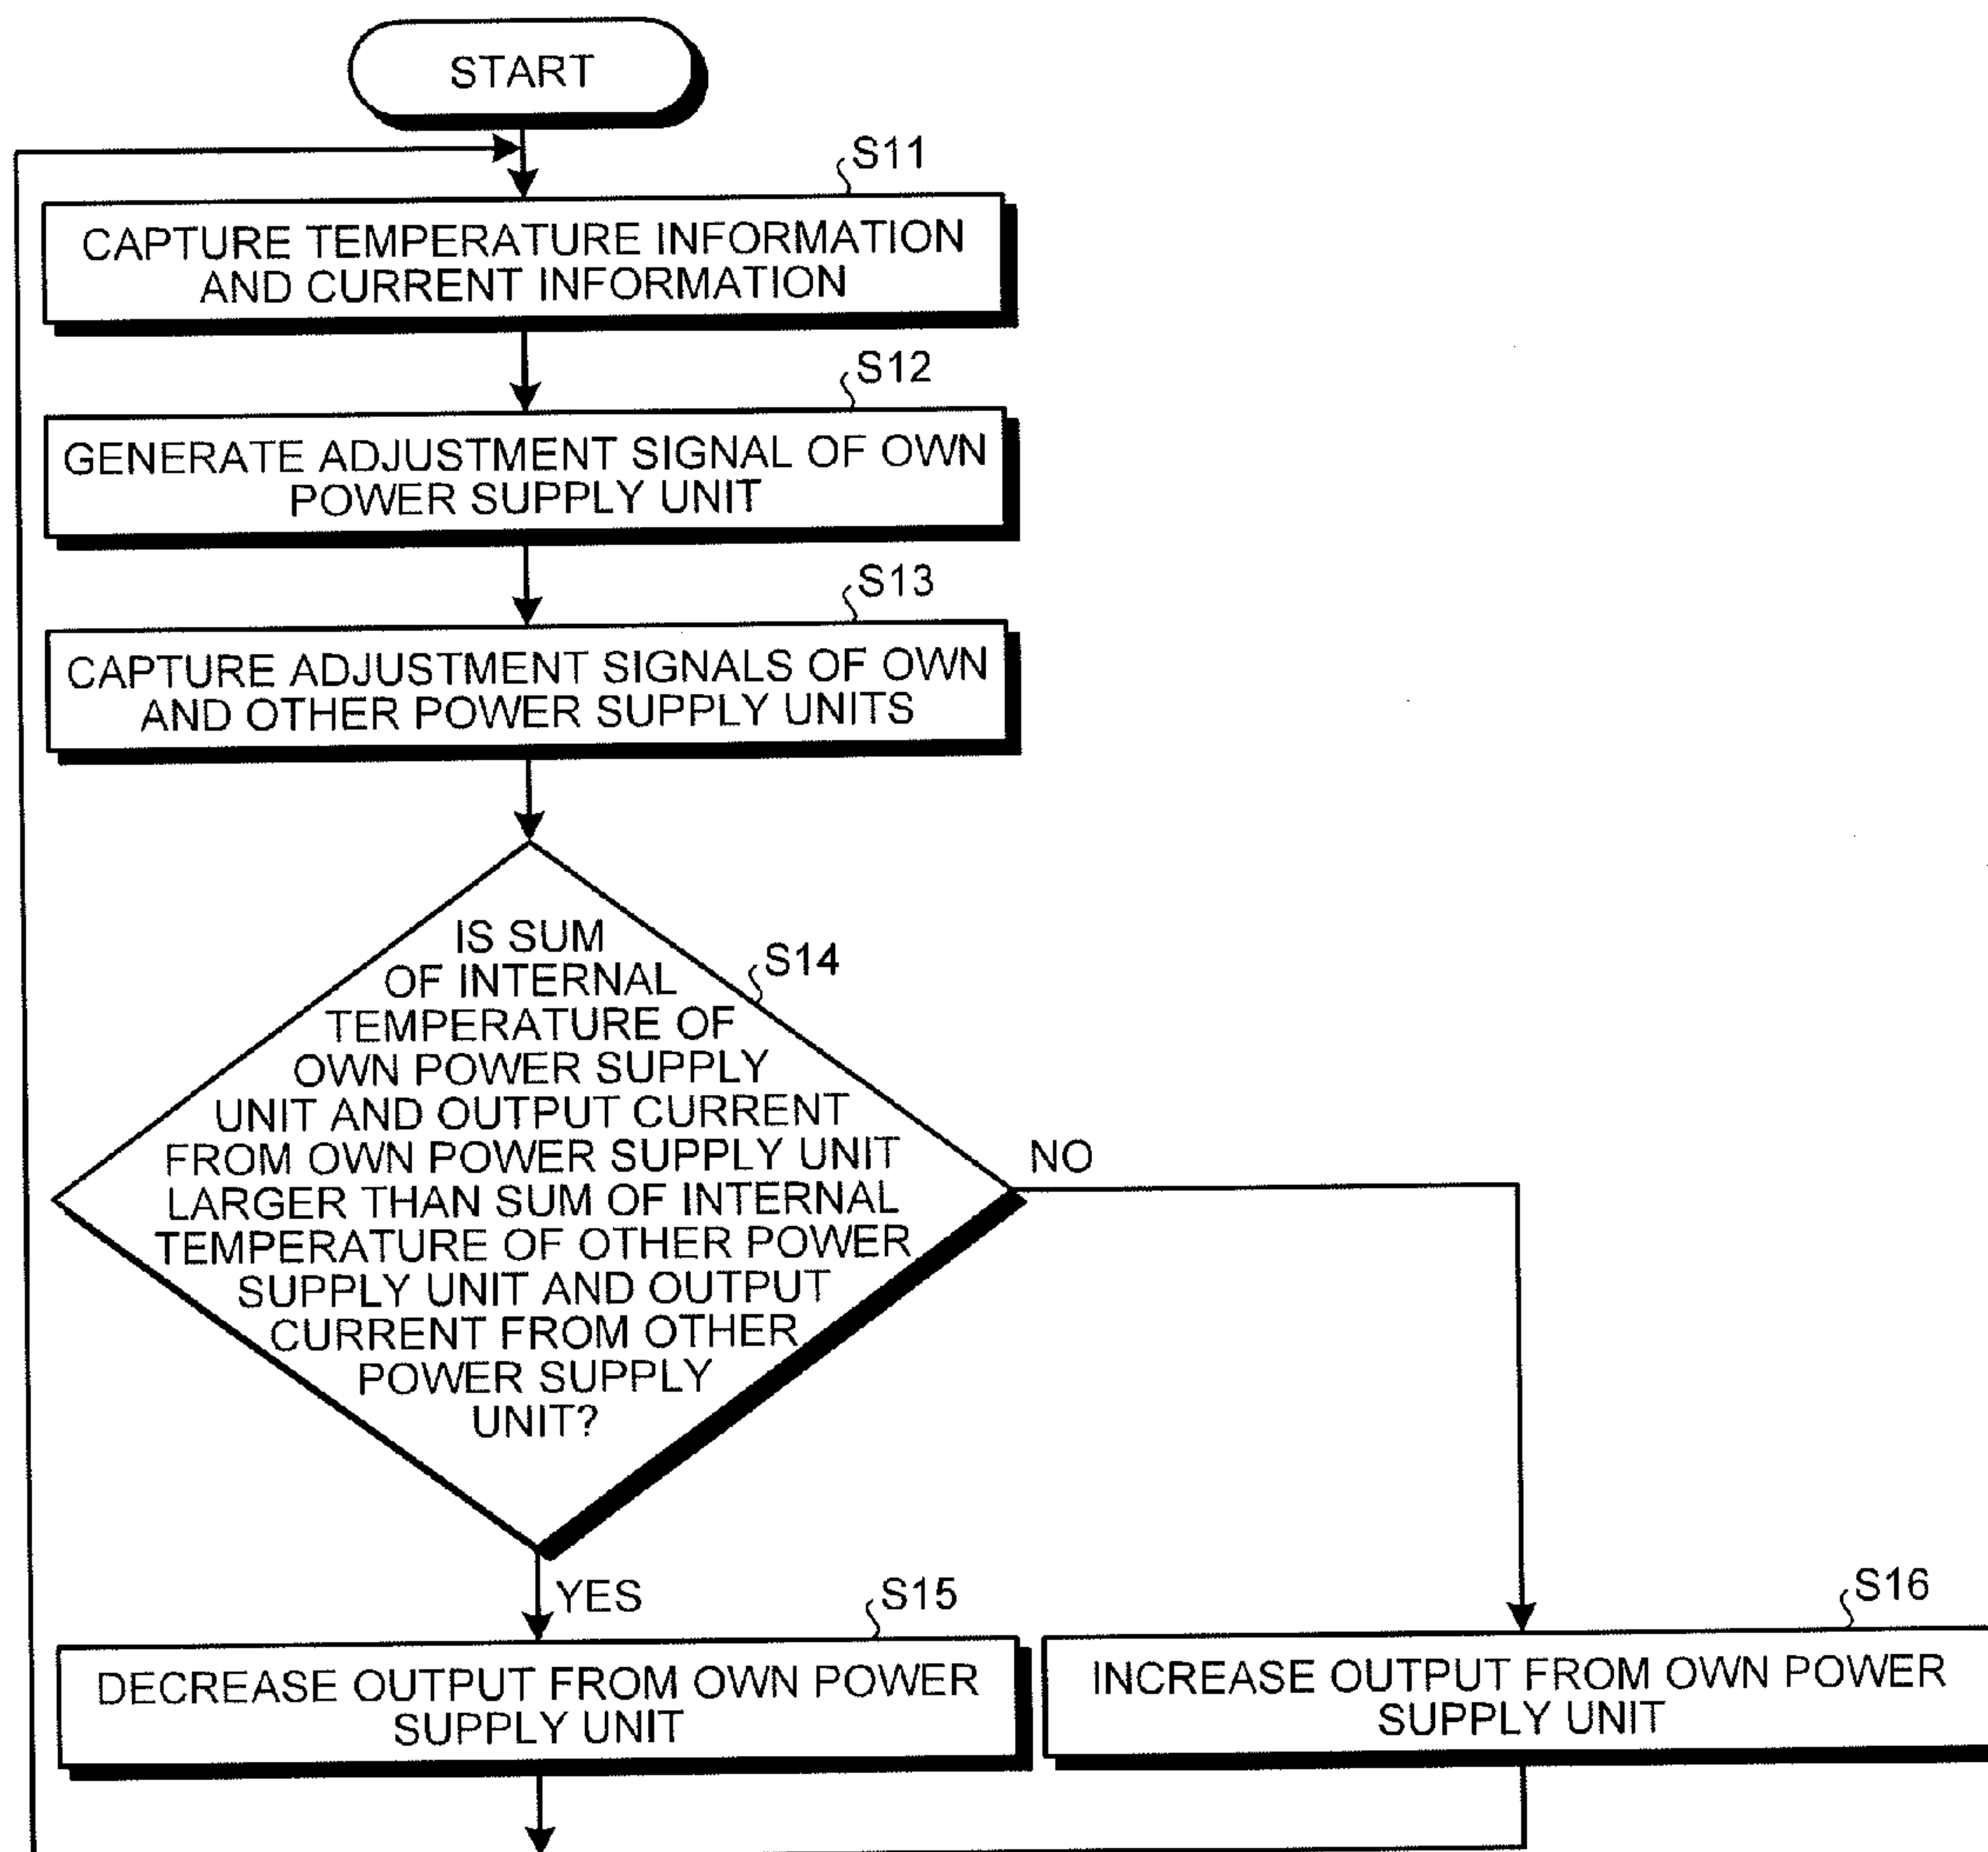 START
S11
CAPTURE TEMPERATURE INFORMATION
AND CURRENT INFORMATION
S12
GENERATE ADJUSTMENT SIGNAL OF OWN
POWER SUPPLY UNIT
S13
CAPTURE ADJUSTMENT SIGNALS OF OWN
AND OTHER POWER SUPPLY UNITS
S14
IS SUM
OF INTERNAL
TEMPERATURE OF
OWN POWER SUPPLY
UNIT AND OUTPUT CURRENT
FROM OWN POWER SUPPLY UNIT
LARGER THAN SUM OF INTERNAL
TEMPERATURE OF OTHER POWER
SUPPLY UNIT AND OUTPUT
CURRENT FROM OTHER
POWER SUPPLY
UNIT?
NO
YES
S15
DECREASE OUTPUT FROM OWN POWER
SUPPLY UNIT
S16
INCREASE OUTPUT FROM OWN POWER
SUPPLY UNIT